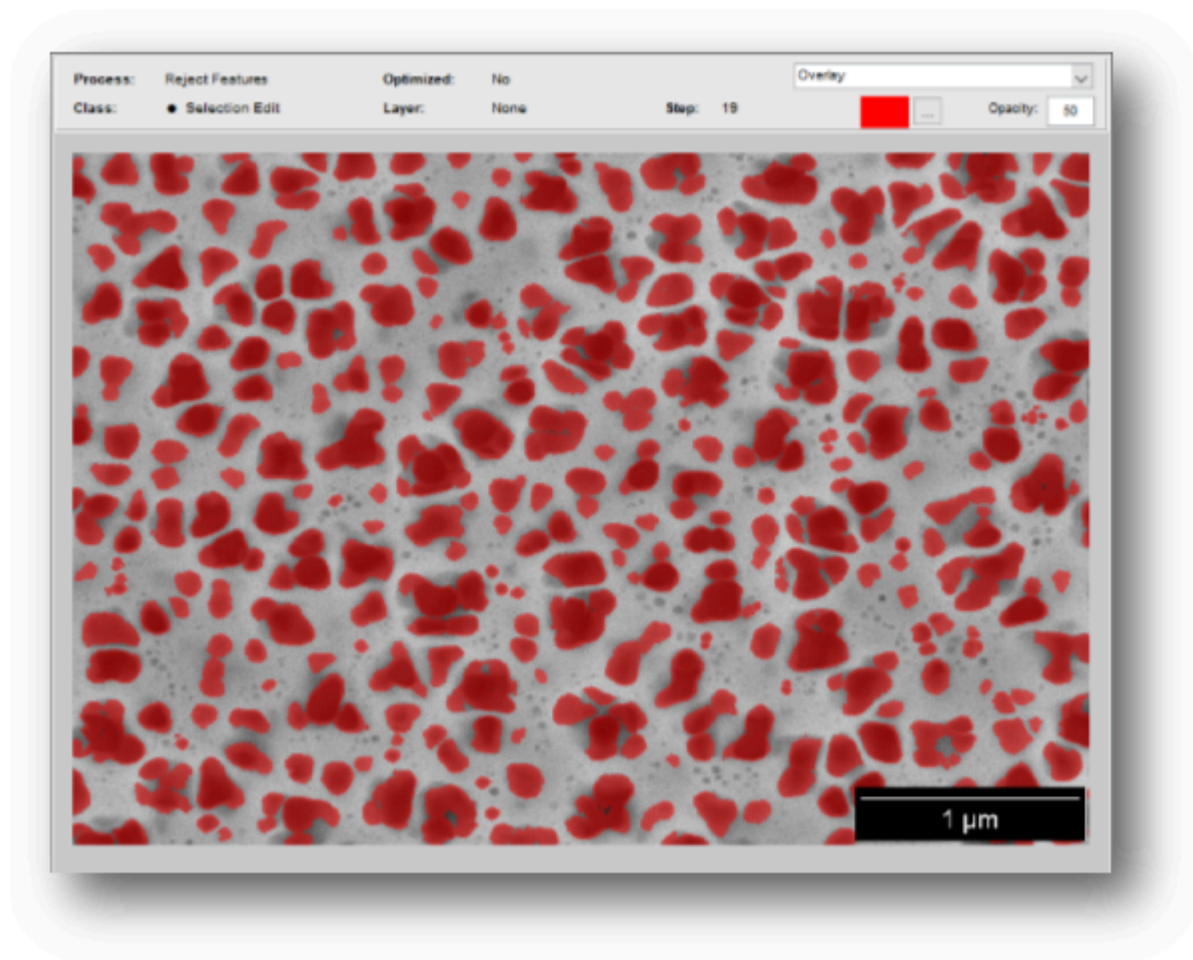 Process: Reject Features Optimized: No Overlay
Class: ● Selection Edit Layer: None Step: 19 ... Opacity: 50
1 µm